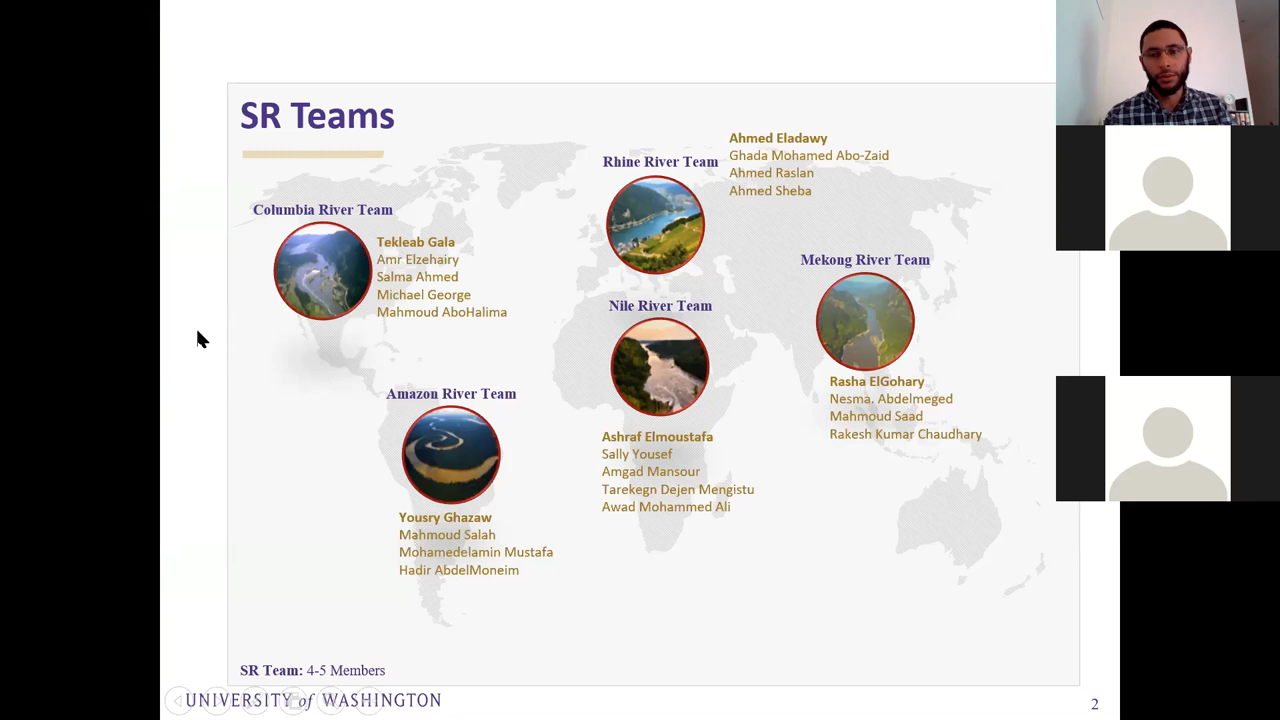 SR Teams
Columbia River Team
Tekleab Gala
Amr Elzehairy
Salma Ahmed
Michael George
Mahmoud AboHalima
Rhine River Team
Ahmed Eladawy
Ghada Mohamed Abo-Zaid
Ahmed Raslan
Ahmed Sheba
Mekong River Team
Rasha ElGohary
Nesma. Abdelmeged
Mahmoud Saad
Rakesh Kumar Chaudhary
Nile River Team
Ashraf Elmoustafa
Sally Yousef
Amgad Mansour
Tarekegn Dejen Mengistu
Awad Mohammed Ali
Amazon River Team
Yousry Ghazaw
Mahmoud Salah
Mohamedelamin Mustafa
Hadir AbdelMoneim
SR Team: 4-5 Members
UNIVERSITY of WASHINGTON
2